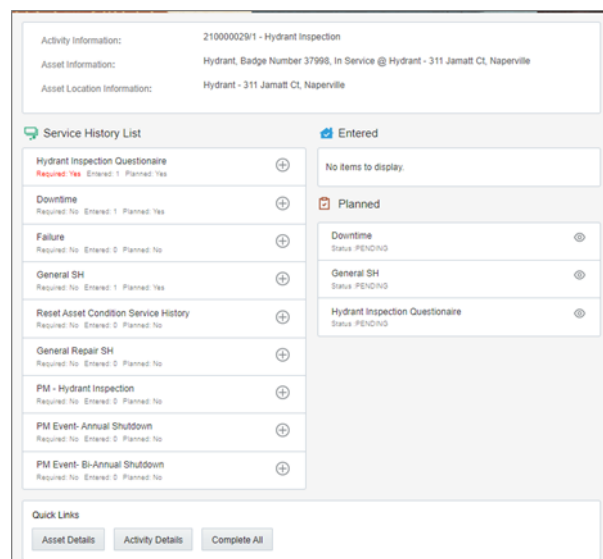 Activity Information: 210000029/1 - Hydrant Inspection
Asset Information: Hydrant, Badge Number 37998, In Service @ Hydrant - 311 Jamatt Ct, Naperville
Asset Location Information: Hydrant - 311 Jamatt Ct, Naperville
Service History List
Hydrant Inspection Questionaire
Required: Yes Entered: 1 Planned: Yes
Downtime
Required: No Entered: 1 Planned: Yes
Failure
Required: No Entered: 0 Planned: No
General SH
Required: No Entered: 1 Planned: Yes
Reset Asset Condition Service History
Required: No Entered: 0 Planned: No
General Repair SH
Required: No Entered: 0 Planned: No
PM - Hydrant Inspection
Required: No Entered: 0 Planned: No
PM Event- Annual Shutdown
Required: No Entered: 0 Planned: No
PM Event- Bi-Annual Shutdown
Required: No Entered: 0 Planned: No
Entered
No items to display.
Planned
Downtime
Status :PENDING
General SH
Status :PENDING
Hydrant Inspection Questionaire
Status :PENDING
Quick Links
Asset Details Activity Details Complete All